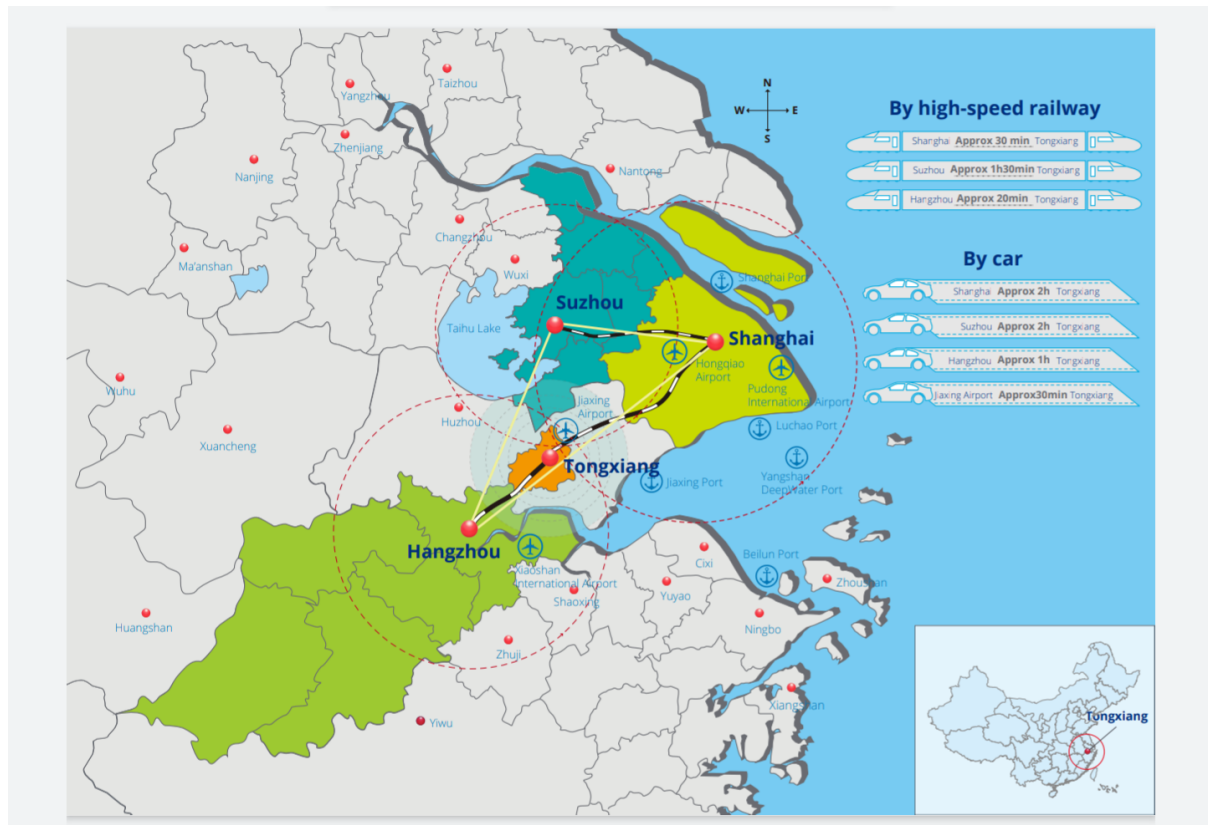 Taizhou
Yangzhou
Zhenjiang
Nanjing
Nantong
Changzhou
Ma'anshan
Wuxi
Shanghai Port
Suzhou
Taihu Lake
Shanghai
Hongqiao
Airport
Pudong
International Airport
Wuhu
Jiaxing
Airport
Huzhou
Luchao Port
Xuancheng
Tongxiang
Jiaxing Port
Yangshan
DeepWater Port
Hangzhou
Xiaoshan
International Airport
Shaoxing
Cixi
Beilun Port
Yuyao
Zhoushan
Huangshan
Ningbo
Zhuji
Xiangshan
Yiwu
N
W E
S
By high-speed railway
Shanghai Approx 30 min Tongxiang
Suzhou Approx 1h30min Tongxiang
Hangzhou Approx 20min Tongxiang
By car
Shanghai Approx 2h Tongxiang
Suzhou Approx 2h Tongxiang
Hangzhou Approx 1h Tongxiang
Jiaxing Airport Approx30min Tongxiang
Tongxiang